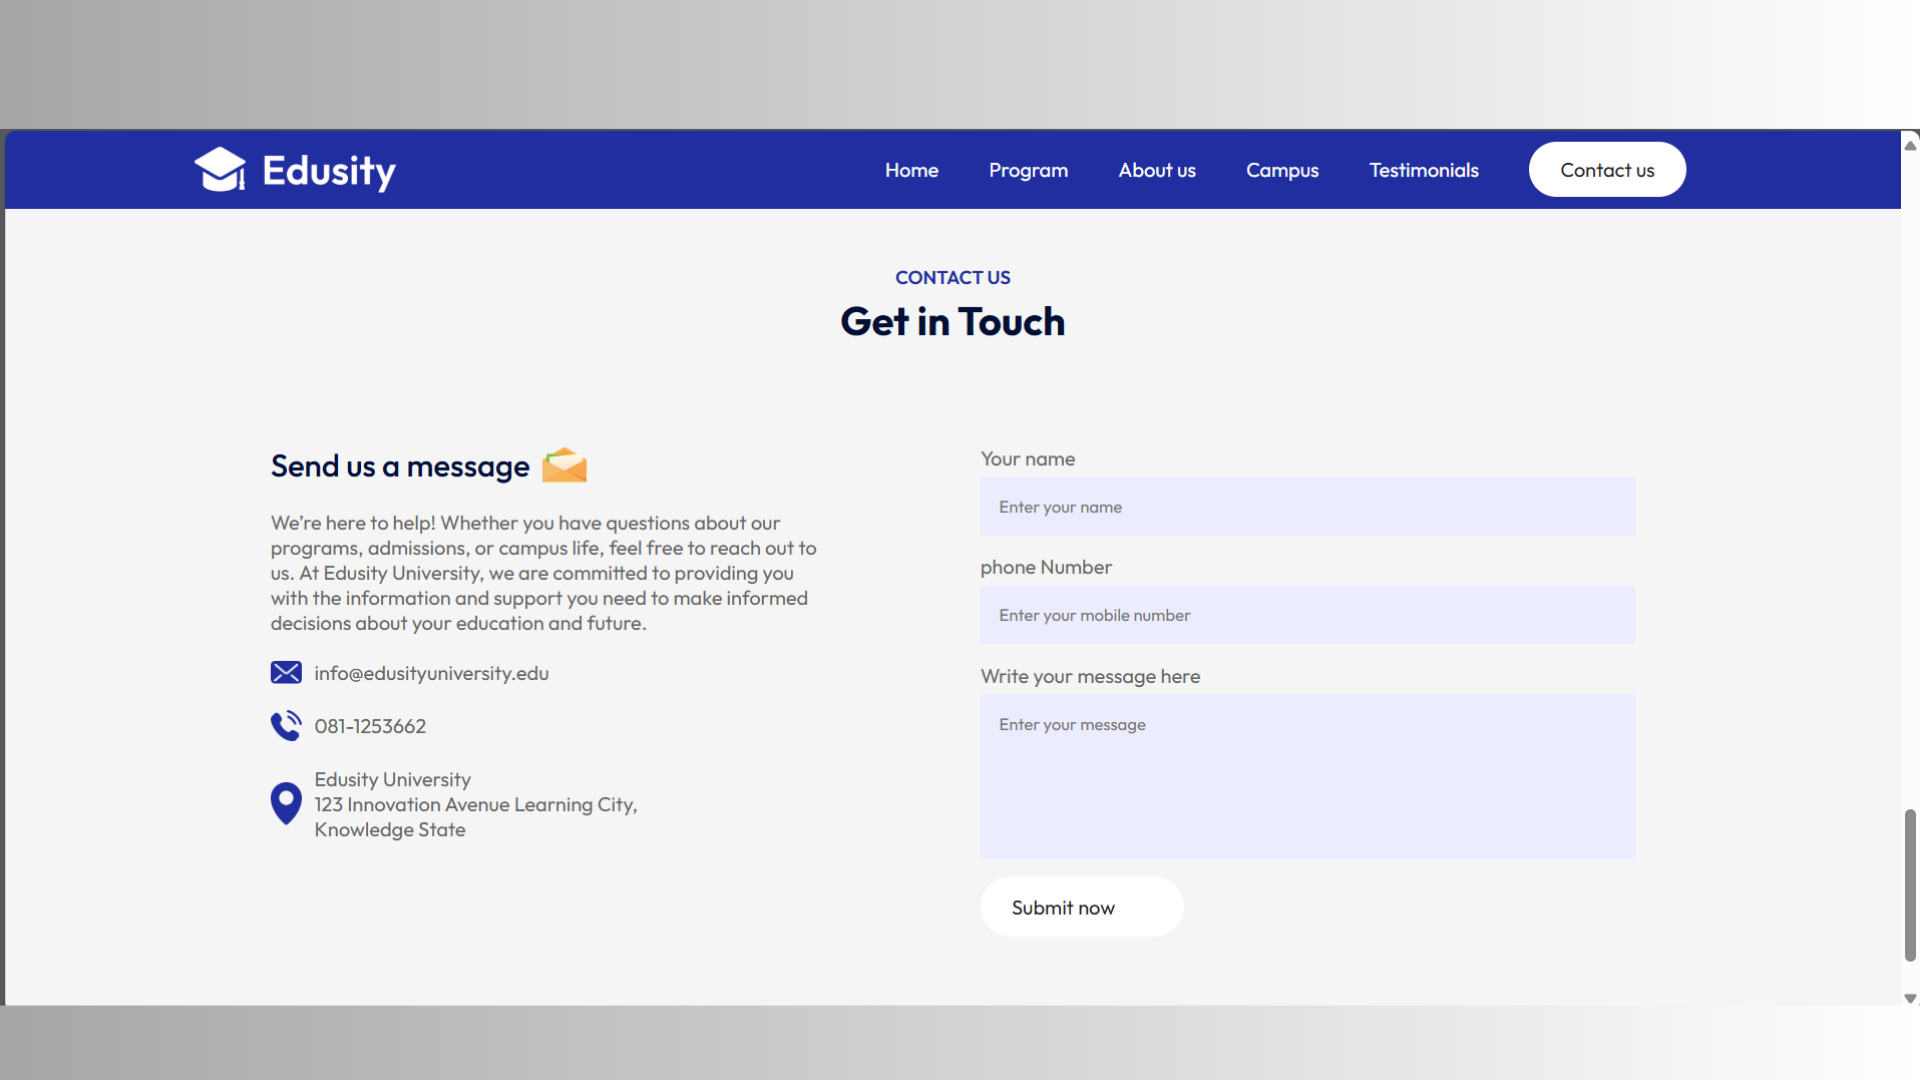 Edusity
Home Program About us Campus Testimonials Contact us
CONTACT US
Get in Touch
Send us a message
We’re here to help! Whether you have questions about our
programs, admissions, or campus life, feel free to reach out to
us. At Edusity University, we are committed to providing you
with the information and support you need to make informed
decisions about your education and future.
info@edusityuniversity.edu
081-1253662
Edusity University
123 Innovation Avenue Learning City,
Knowledge State
Your name
Enter your name
phone Number
Enter your mobile number
Write your message here
Enter your message
Submit now